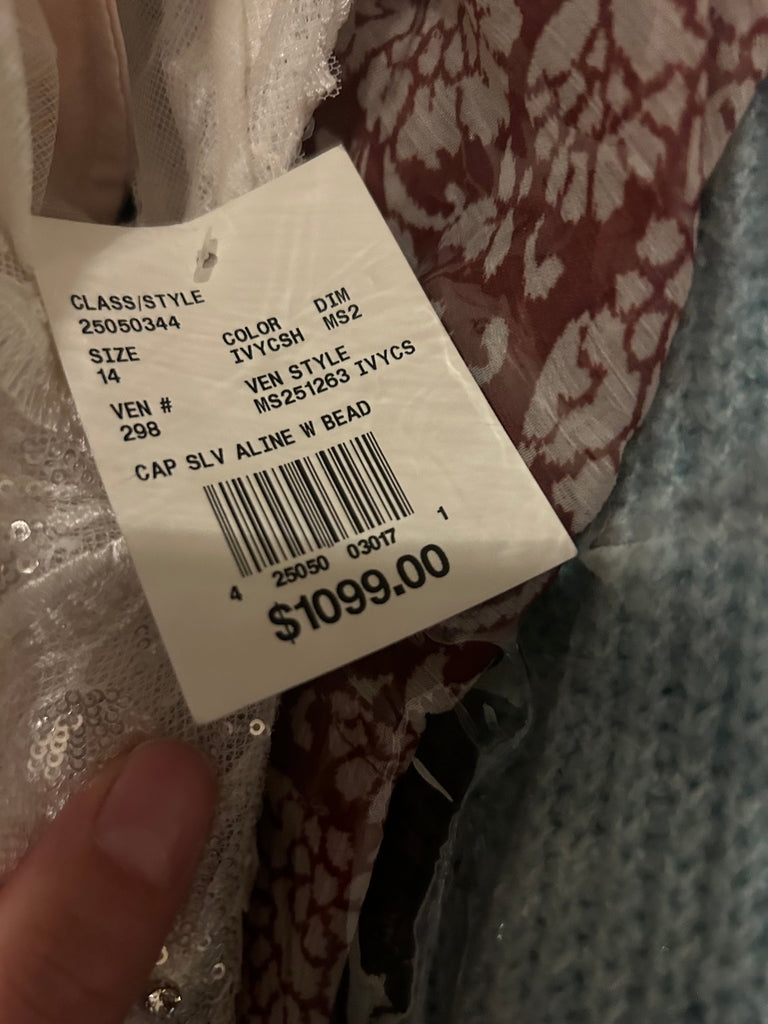 CLASS/STYLE
25050344
COLOR
IVYCSH
DIM
MS2
SIZE
14
VEN STYLE
MS251263 IVYCS
VEN #
298
CAP SLV ALINE W BEAD
4 25050 03017 1
$1099.00